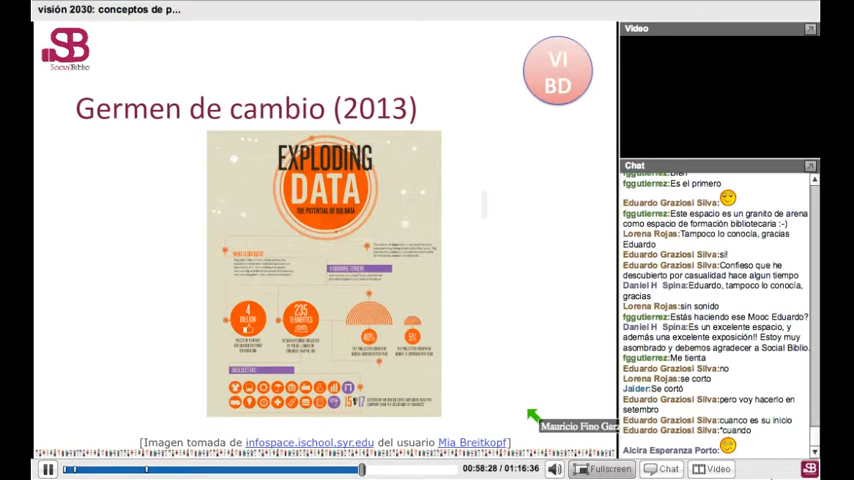 visión 2030: conceptos de p...
SB
SocialBiblio
VI
BD
Germen de cambio (2013)
EXPLODING
DATA
THE POTENTIAL OF BIG DATA
4
BILLION
235
TERABYTES
40%
5%
15 17
[Imagen tomada de infospace.ischool.syr.edu del usuario Mia Breitkopf]
Mauricio Fino Gar
Video
Chat
fggutierrez:Bien
fggutierrez:Es el primero
Eduardo Graziosi Silva:
fggutierrez:Este espacio es un granito de arena
como espacio de formación bibliotecaria :-)
Lorena Rojas:Tampoco lo conocía, gracias
Eduardo
Eduardo Graziosi Silva:si!
Eduardo Graziosi Silva:Confieso que he
descubierto por casualidad hace algun tiempo
Daniel H Spina:Eduardo, tampoco lo conocía,
gracias
Lorena Rojas:sin sonido
fggutierrez:Estás haciendo ese Mooc Eduardo?
Daniel H Spina:Es un excelente espacio, y
además una excelente exposición!! Estoy muy
asombrado y debemos agradecer a Social Biblio.
fggutierrez:Me tienta
Eduardo Graziosi Silva:no
Lorena Rojas:se corto
Jaider:Se cortó
Eduardo Graziosi Silva:pero voy hacerlo en
setembro
Eduardo Graziosi Silva:cuanco es su inicio
Eduardo Graziosi Silva:*cuando
Alcira Esperanza Porto:
00:58:28 / 01:16:36
Fullscreen
Chat
Video
SB